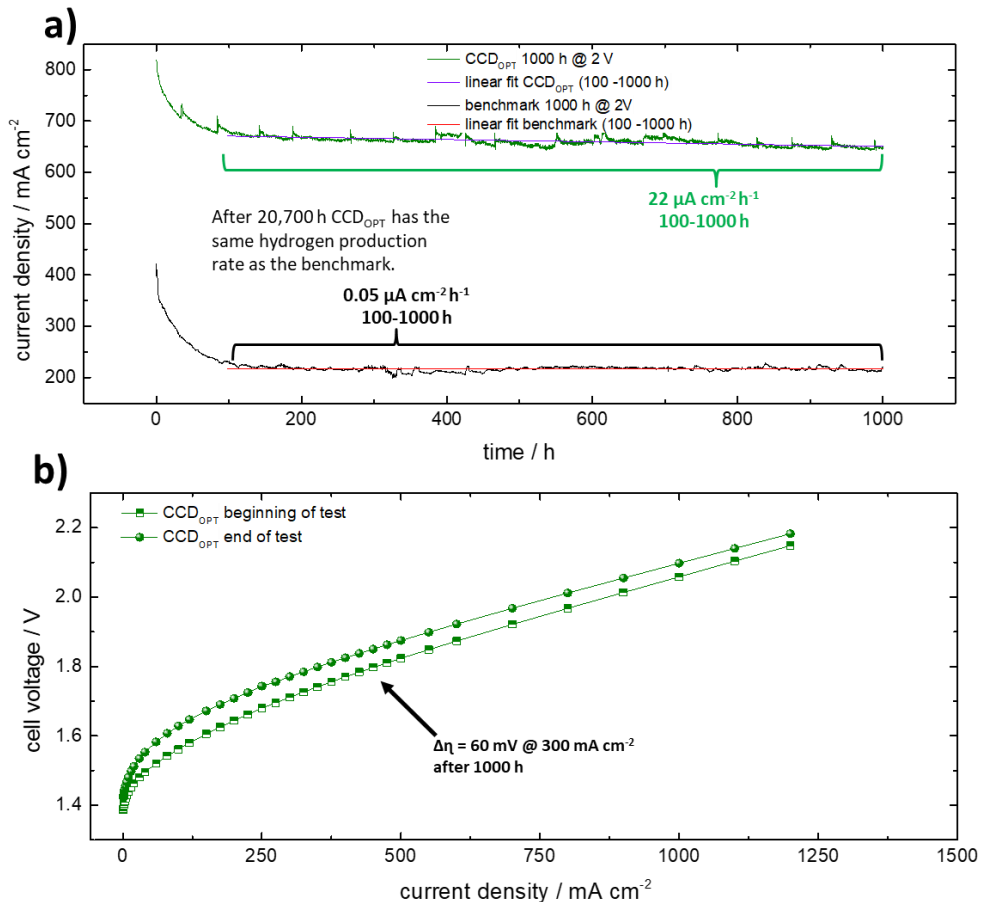 a)
CCD_OPT 1000 h @ 2 V
linear fit CCD_OPT (100 -1000 h)
benchmark 1000 h @ 2V
linear fit benchmark (100 -1000 h)
800
700
600
500
400
300
200
current density / mA cm⁻²
22 µA cm⁻² h⁻¹
100-1000 h
After 20,700 h CCD_OPT has the
same hydrogen production
rate as the benchmark.
0.05 µA cm⁻² h⁻¹
100-1000 h
0 200 400 600 800 1000
time / h
b)
CCD_OPT beginning of test
CCD_OPT end of test
2.2
2.0
1.8
1.6
1.4
cell voltage / V
Δη = 60 mV @ 300 mA cm⁻²
after 1000 h
0 250 500 750 1000 1250 1500
current density / mA cm⁻²